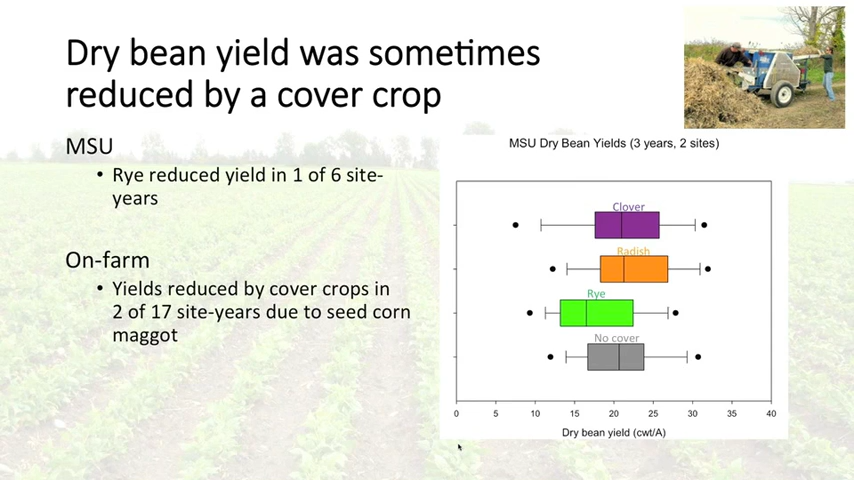 Dry bean yield was sometimes
reduced by a cover crop
MSU
• Rye reduced yield in 1 of 6 site-
years
On-farm
• Yields reduced by cover crops in
2 of 17 site-years due to seed corn
maggot
MSU Dry Bean Yields (3 years, 2 sites)
Clover
Radish
Rye
No cover
0 5 10 15 20 25 30 35 40
Dry bean yield (cwt/A)